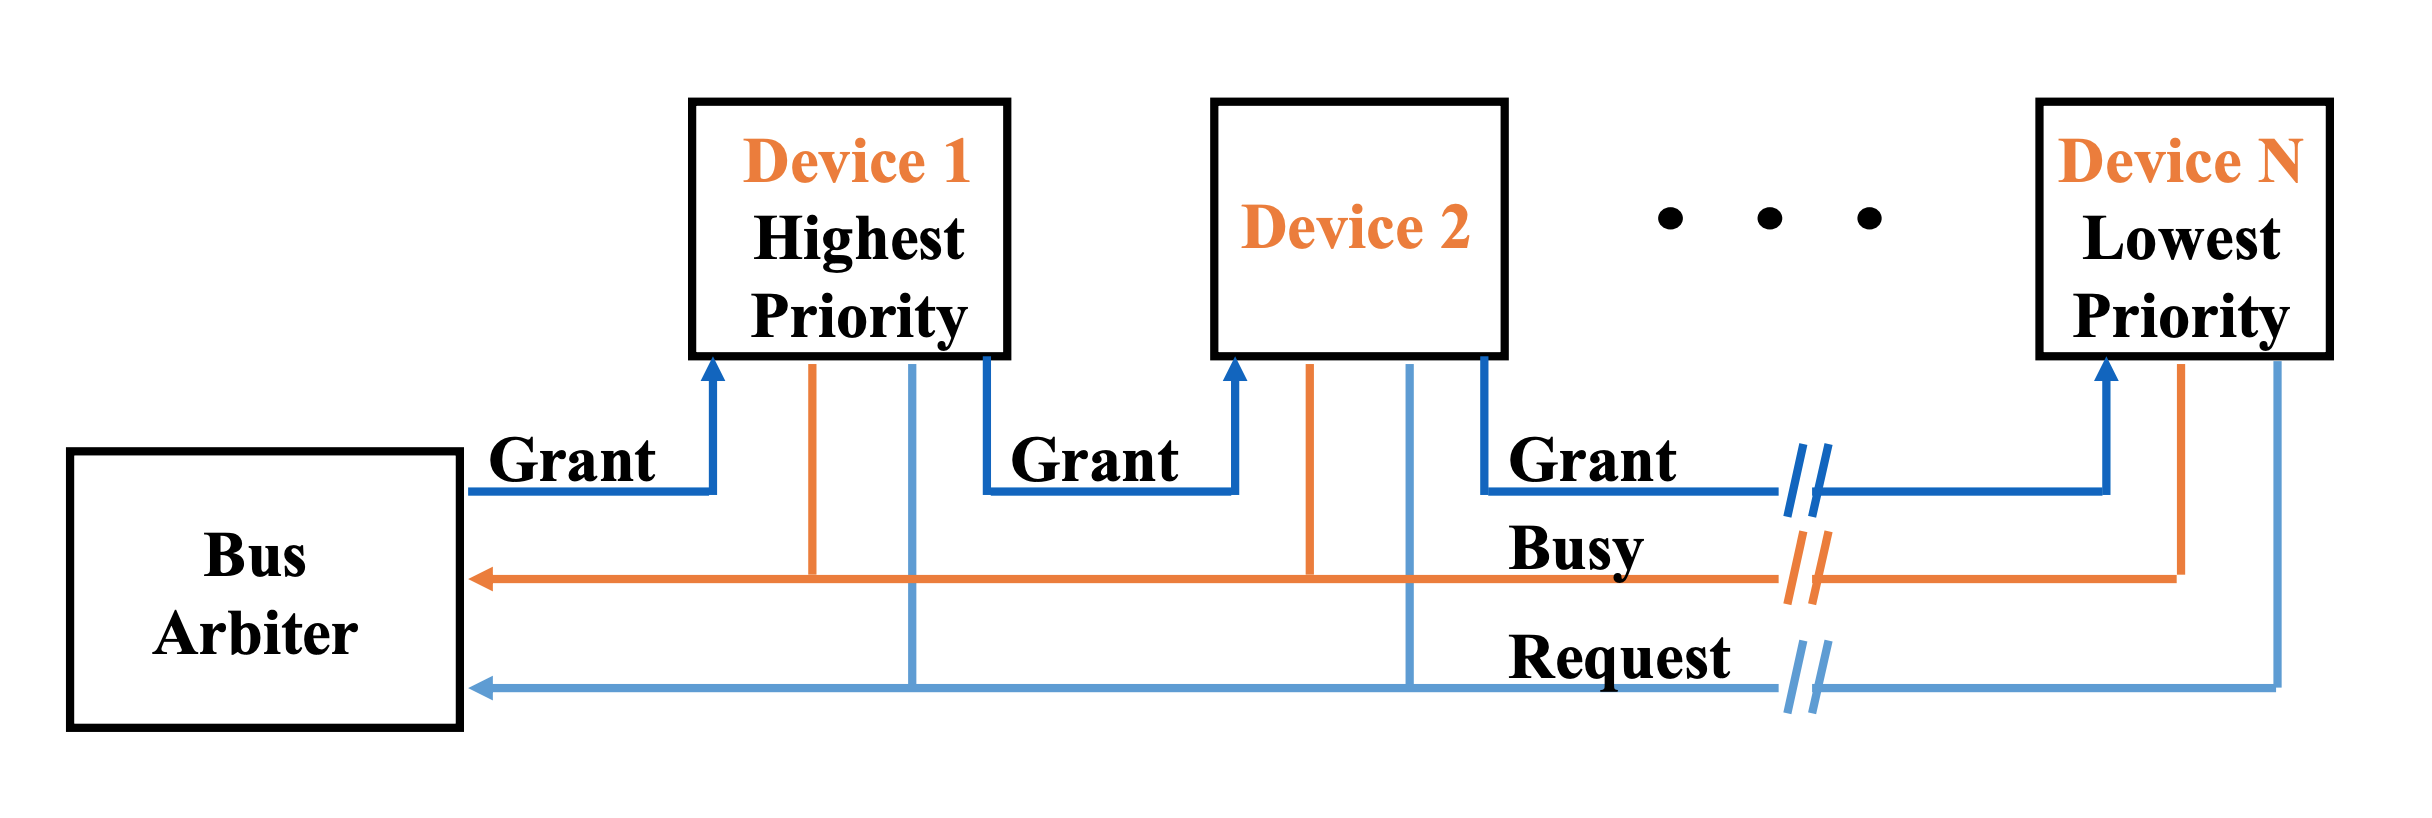 Device 1
Highest
Priority
Device 2
Device N
Lowest
Priority
Grant
Grant
Grant
Busy
Request
Bus
Arbiter